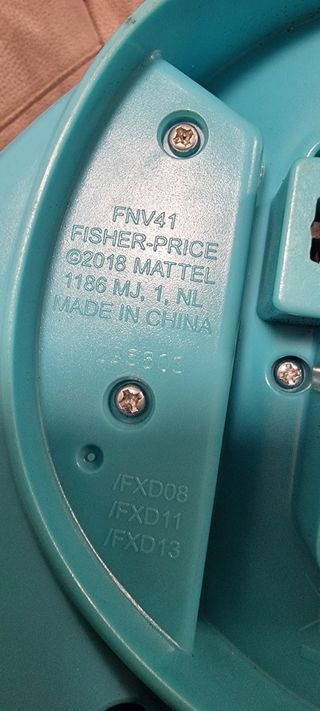 FNV41
FISHER-PRICE
©2018 MATTEL
1186 MJ, 1, NL
MADE IN CHINA
/FXD08
/FXD11
/FXD13